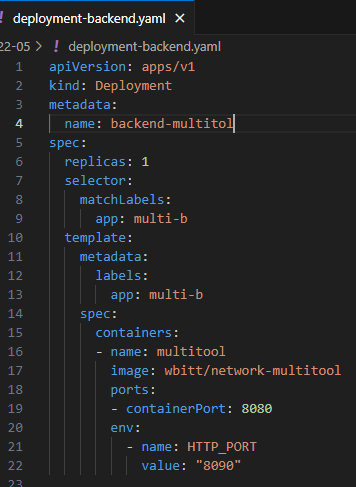 deployment-backend.yaml ×
22-05 > ! deployment-backend.yaml
1 apiVersion: apps/v1
2 kind: Deployment
3 metadata:
4   name: backend-multitol
5 spec:
6   replicas: 1
7   selector:
8     matchLabels:
9       app: multi-b
10   template:
11     metadata:
12       labels:
13         app: multi-b
14     spec:
15       containers:
16       - name: multitool
17         image: wbitt/network-multitool
18         ports:
19         - containerPort: 8080
20         env:
21           - name: HTTP_PORT
22             value: "8090"
23